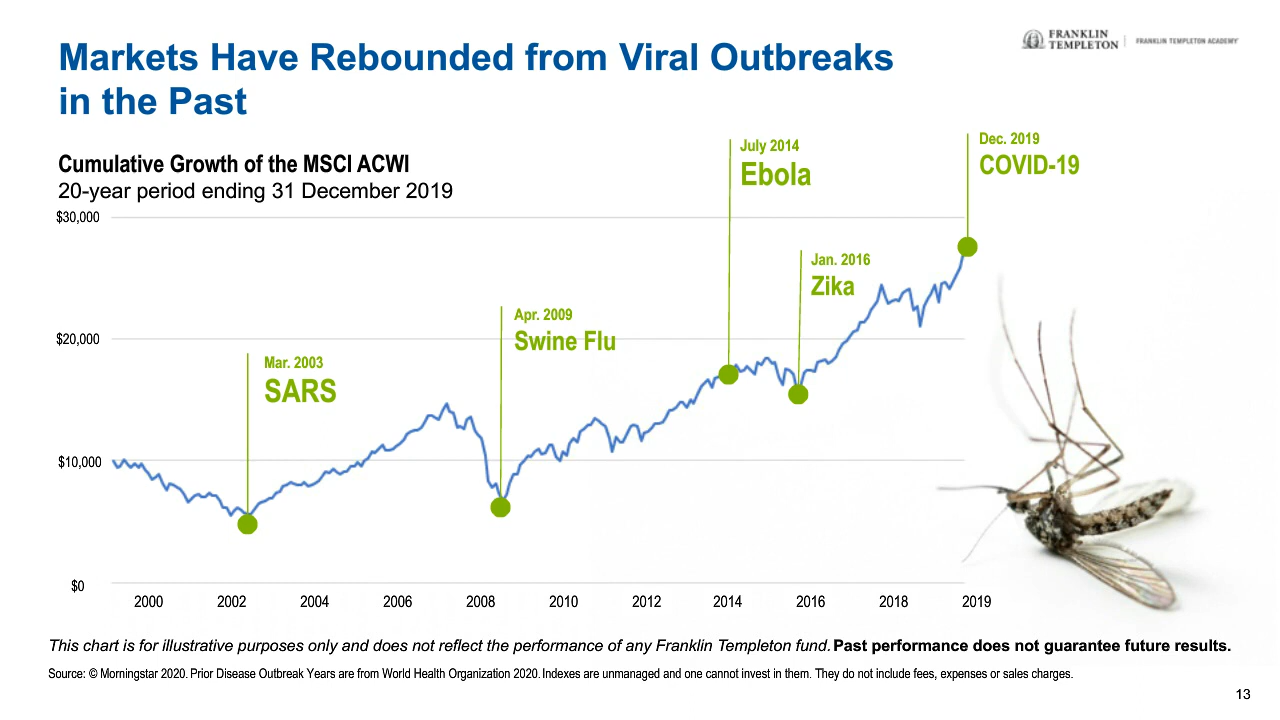 Markets Have Rebounded from Viral Outbreaks
in the Past
FRANKLIN
TEMPLETON
FRANKLIN TEMPLETON ACADEMY
Cumulative Growth of the MSCI ACWI
20-year period ending 31 December 2019
$30,000
$20,000
$10,000
$0
Mar. 2003
SARS
Apr. 2009
Swine Flu
July 2014
Ebola
Jan. 2016
Zika
Dec. 2019
COVID-19
2000 2002 2004 2006 2008 2010 2012 2014 2016 2018 2019
This chart is for illustrative purposes only and does not reflect the performance of any Franklin Templeton fund. Past performance does not guarantee future results.
Source: © Morningstar 2020. Prior Disease Outbreak Years are from World Health Organization 2020. Indexes are unmanaged and one cannot invest in them. They do not include fees, expenses or sales charges.
13